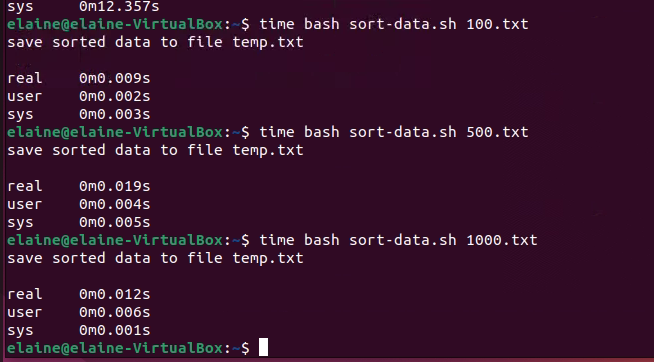 sys     0m12.357s
elaine@elaine-VirtualBox:~$ time bash sort-data.sh 100.txt
save sorted data to file temp.txt

real    0m0.009s
user    0m0.002s
sys     0m0.003s
elaine@elaine-VirtualBox:~$ time bash sort-data.sh 500.txt
save sorted data to file temp.txt

real    0m0.019s
user    0m0.004s
sys     0m0.005s
elaine@elaine-VirtualBox:~$ time bash sort-data.sh 1000.txt
save sorted data to file temp.txt

real    0m0.012s
user    0m0.006s
sys     0m0.001s
elaine@elaine-VirtualBox:~$